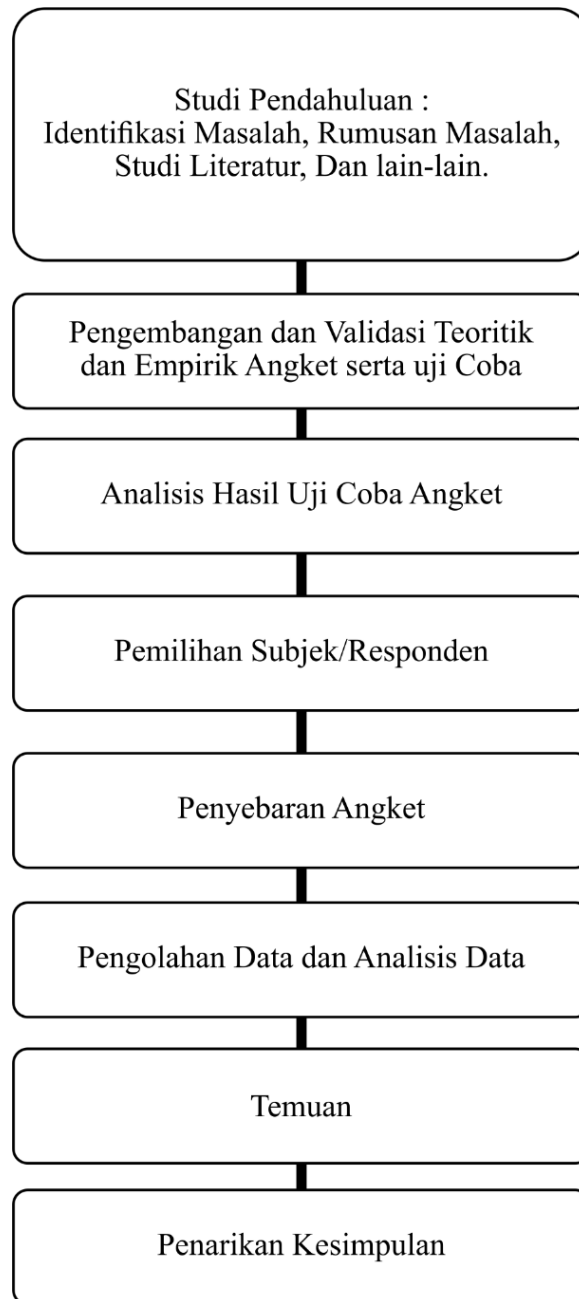 Studi Pendahuluan :
Identifikasi Masalah, Rumusan Masalah,
Studi Literatur, Dan lain-lain.
Pengembangan dan Validasi Teoritik
dan Empirik Angket serta uji Coba
Analisis Hasil Uji Coba Angket
Pemilihan Subjek/Responden
Penyebaran Angket
Pengolahan Data dan Analisis Data
Temuan
Penarikan Kesimpulan